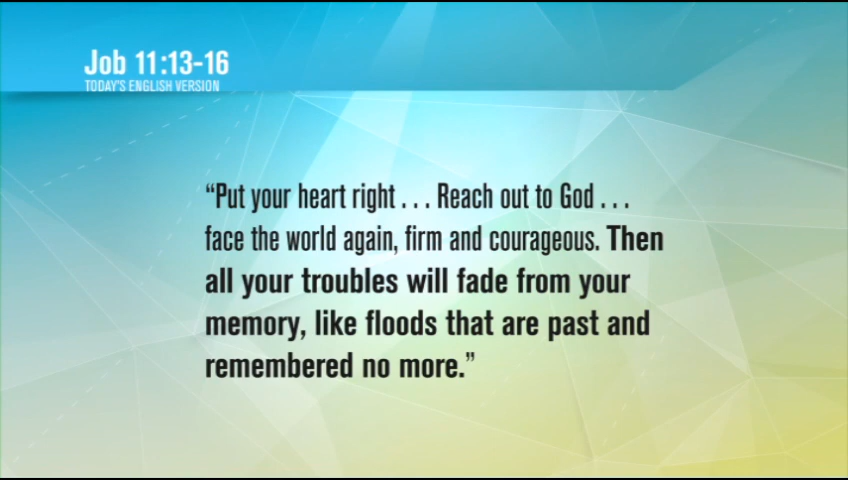 Job 11:13-16
TODAY'S ENGLISH VERSION
“Put your heart right . . . Reach out to God . . .
face the world again, firm and courageous. Then
all your troubles will fade from your
memory, like floods that are past and
remembered no more.”